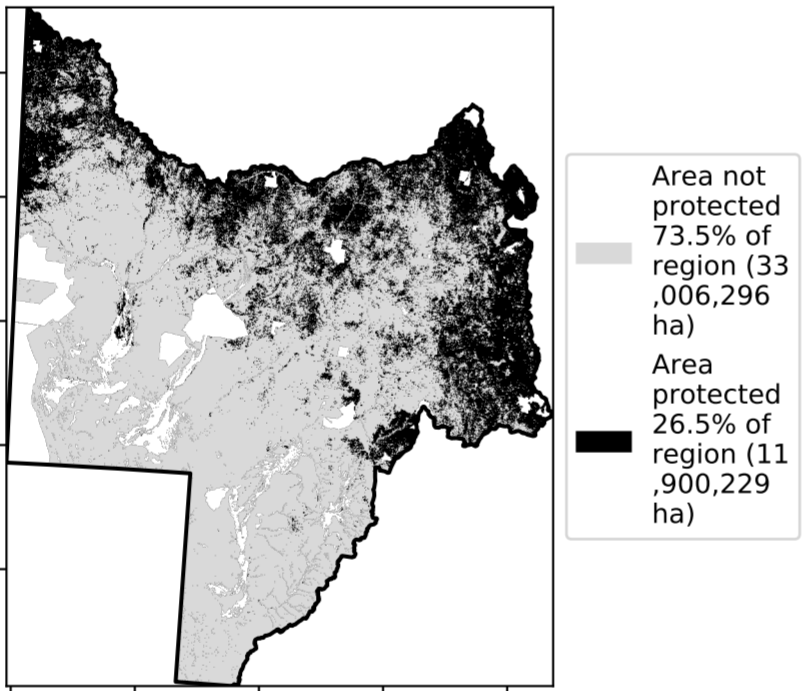 Area not
protected
73.5% of
region (33
,006,296
ha)
Area
protected
26.5% of
region (11
,900,229
ha)